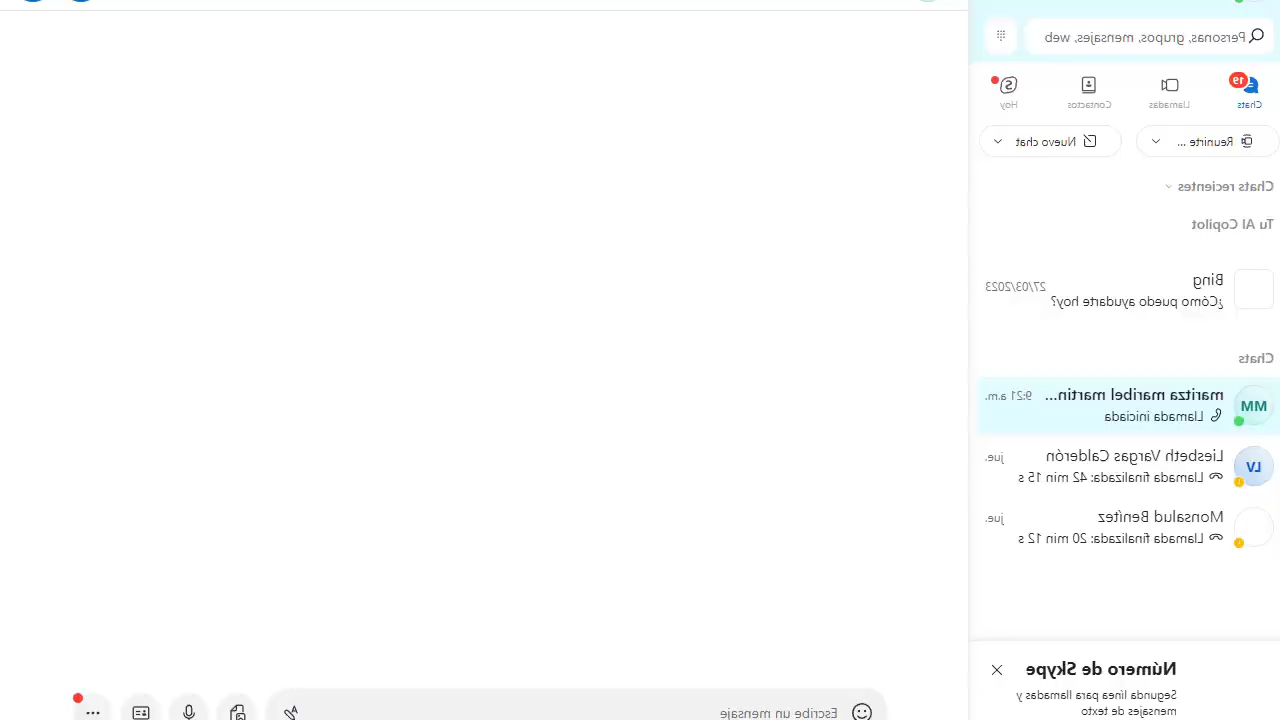 Personas, grupos, mensajes, web
19
Chats
Llamadas
Contactos
Hoy
Reunirte ...
Nuevo chat
Chats recientes
Tu AI Copilot
Bing
27/03/2023
¿Cómo puedo ayudarte hoy?
Chats
MM
maritza maribel martin...
9:21 a.m.
Llamada iniciada
LV
Liesbeth Vargas Calderón
jue.
Llamada finalizada: 42 min 15 s
Monsalud Benítez
jue.
Llamada finalizada: 20 min 12 s
Número de Skype
Segunda línea para llamadas y
mensajes de texto
Escribe un mensaje